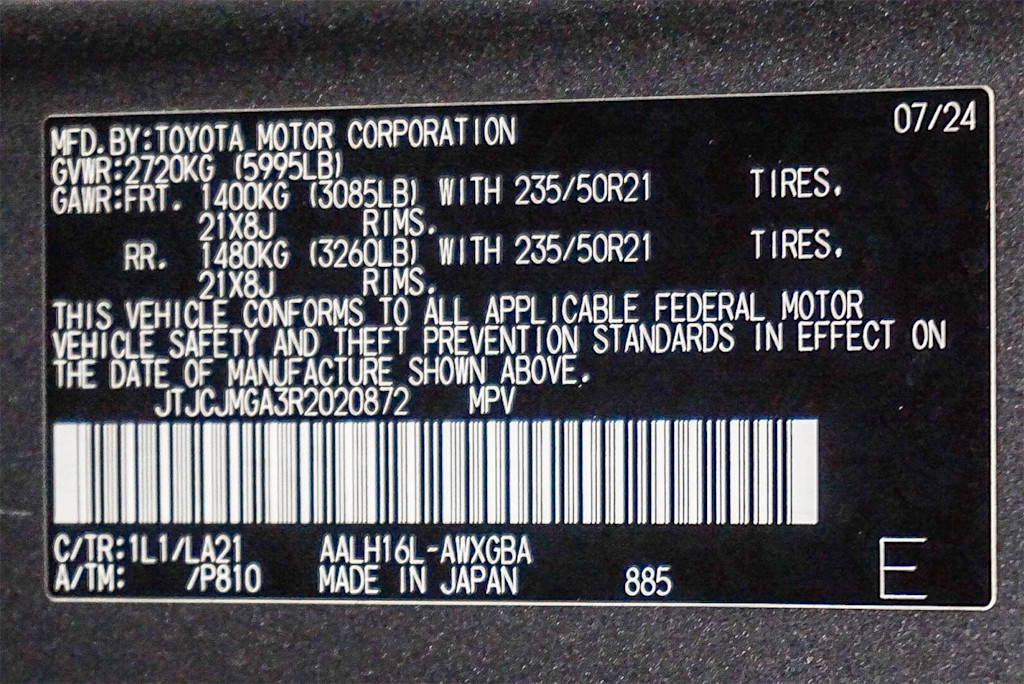 07/24
MFD. BY:TOYOTA MOTOR CORPORATION
GVWR:2720KG (5995LB)
GAWR:FRT. 1400KG (3085LB) WITH 235/50R21 TIRES.
21X8J RIMS.
RR. 1480KG (3260LB) WITH 235/50R21 TIRES.
21X8J RIMS.
THIS VEHICLE CONFORMS TO ALL APPLICABLE FEDERAL MOTOR
VEHICLE SAFETY AND THEFT PREVENTION STANDARDS IN EFFECT ON
THE DATE OF MANUFACTURE SHOWN ABOVE.
JTJCJMGA3R2020872 MPV
C/TR:1L1/LA21 AALH16L-AWXGBA
A/TM: /P810 MADE IN JAPAN 885 E